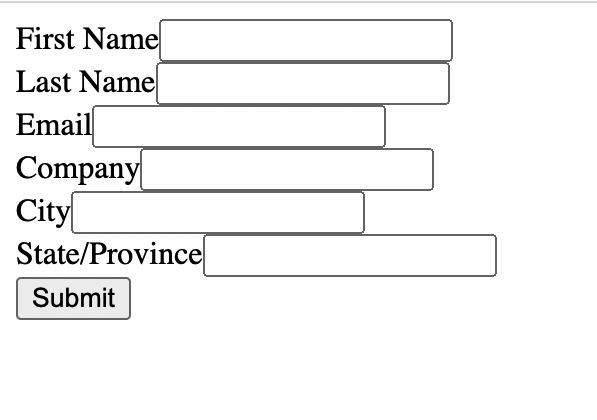 First Name
Last Name
Email
Company
City
State/Province
Submit